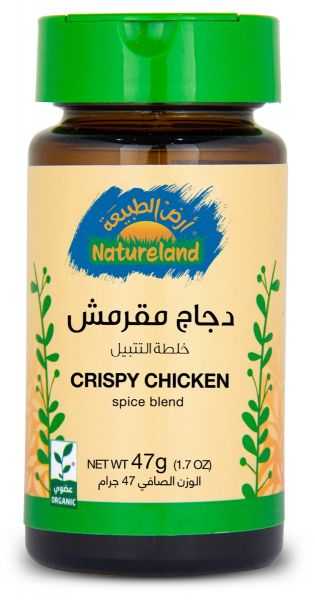 أرض الطبيعة
Natureland
دجاج مقرمش
خلطة التتبيل
CRISPY CHICKEN
spice blend
NET WT 47g (1.7 OZ)
الوزن الصافي 47 جرام
عضوي
ORGANIC